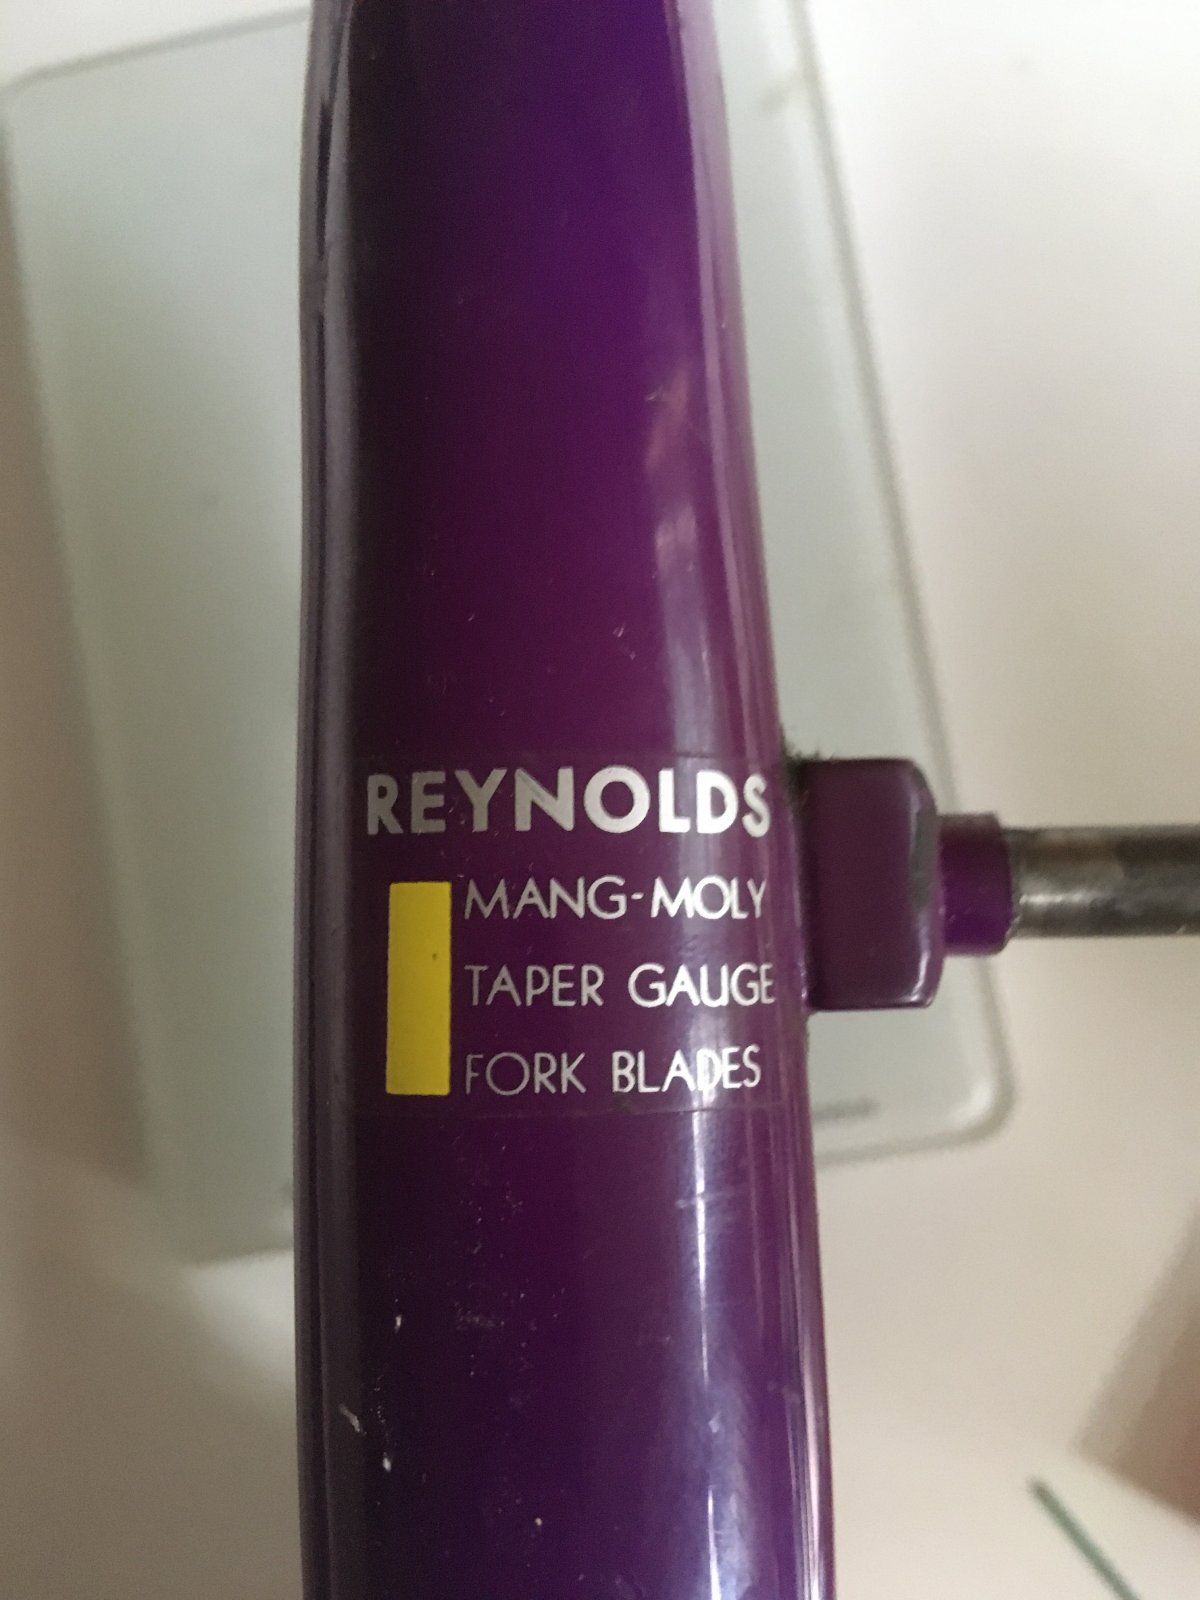 REYNOLDS
MANG-MOLY
TAPER GAUGE
FORK BLADES